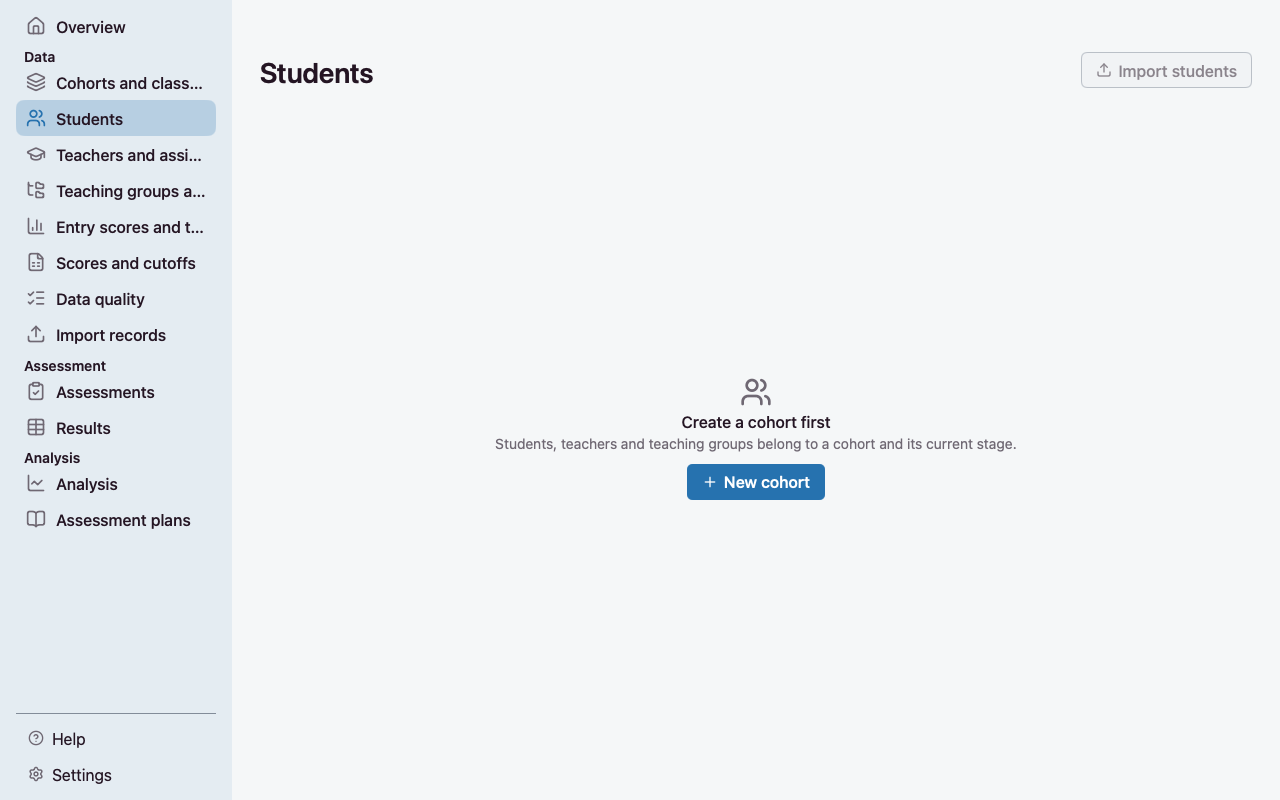 Overview
Data
Cohorts and class...
Students
Teachers and assi...
Teaching groups a...
Entry scores and t...
Scores and cutoffs
Data quality
Import records
Assessment
Assessments
Results
Analysis
Analysis
Assessment plans
Help
Settings
Students
Import students
Create a cohort first
Students, teachers and teaching groups belong to a cohort and its current stage.
New cohort